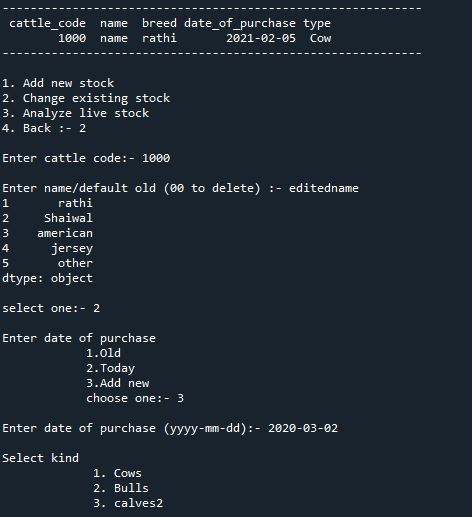 ------------------------------------------------------------
cattle_code  name  breed date_of_purchase type
1000  name  rathi  2021-02-05  Cow
------------------------------------------------------------
1. Add new stock
2. Change existing stock
3. Analyze live stock
4. Back :- 2
Enter cattle code:- 1000
Enter name/default old (00 to delete) :- editedname
1 rathi
2 Shaiwal
3 american
4 jersey
5 other
dtype: object
select one:- 2
Enter date of purchase
1.Old
2.Today
3.Add new
choose one:- 3
Enter date of purchase (yyyy-mm-dd):- 2020-03-02
Select kind
1. Cows
2. Bulls
3. calves2